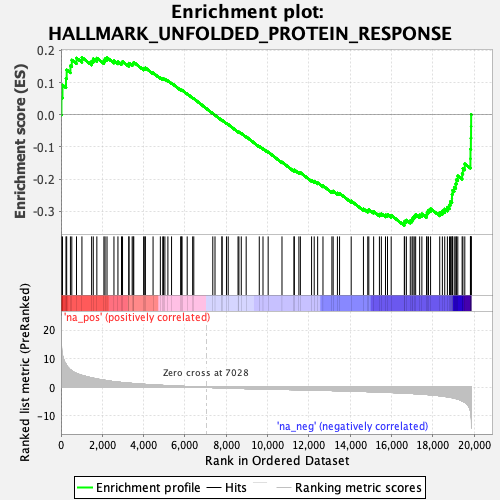 Enrichment plot:
HALLMARK_UNFOLDED_PROTEIN_RESPONSE
Enrichment score (ES)
0.2
0.1
0.0
-0.1
-0.2
-0.3
'na_pos' (positively correlated)
Ranked list metric (PreRanked)
20
10
0
-10
Zero cross at 7028
'na_neg' (negatively correlated)
0 2,000 4,000 6,000 8,000 10,000 12,000 14,000 16,000 18,000 20,000
Rank in Ordered Dataset
Enrichment profile Hits Ranking metric scores